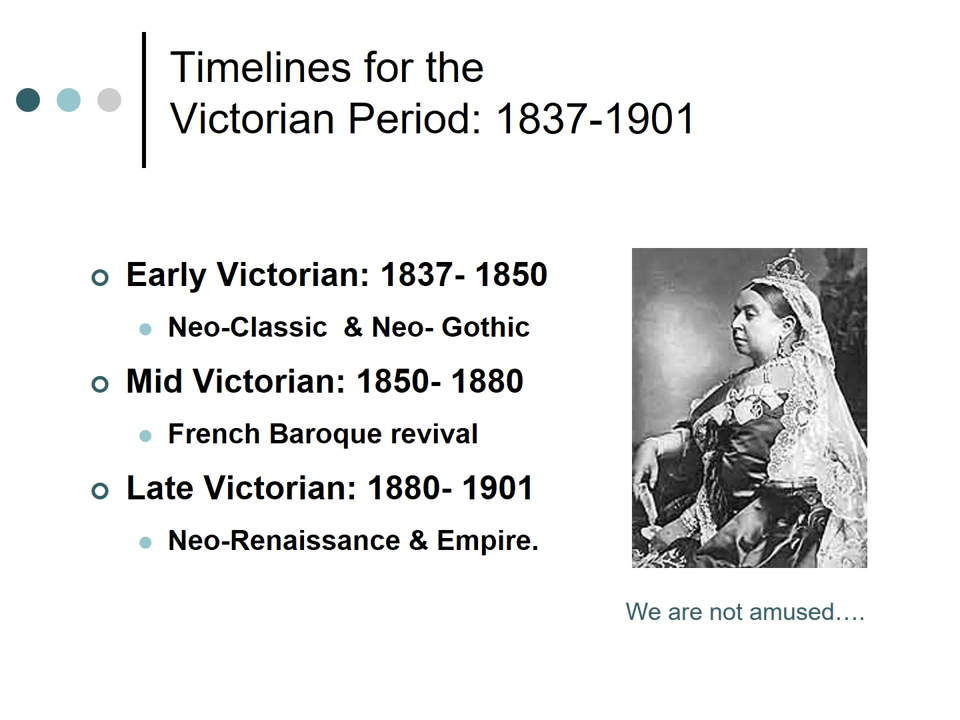 Timelines for the
Victorian Period: 1837-1901
Early Victorian: 1837- 1850
Neo-Classic  & Neo- Gothic
Mid Victorian: 1850- 1880
French Baroque revival
Late Victorian: 1880- 1901
Neo-Renaissance & Empire.
We are not amused….